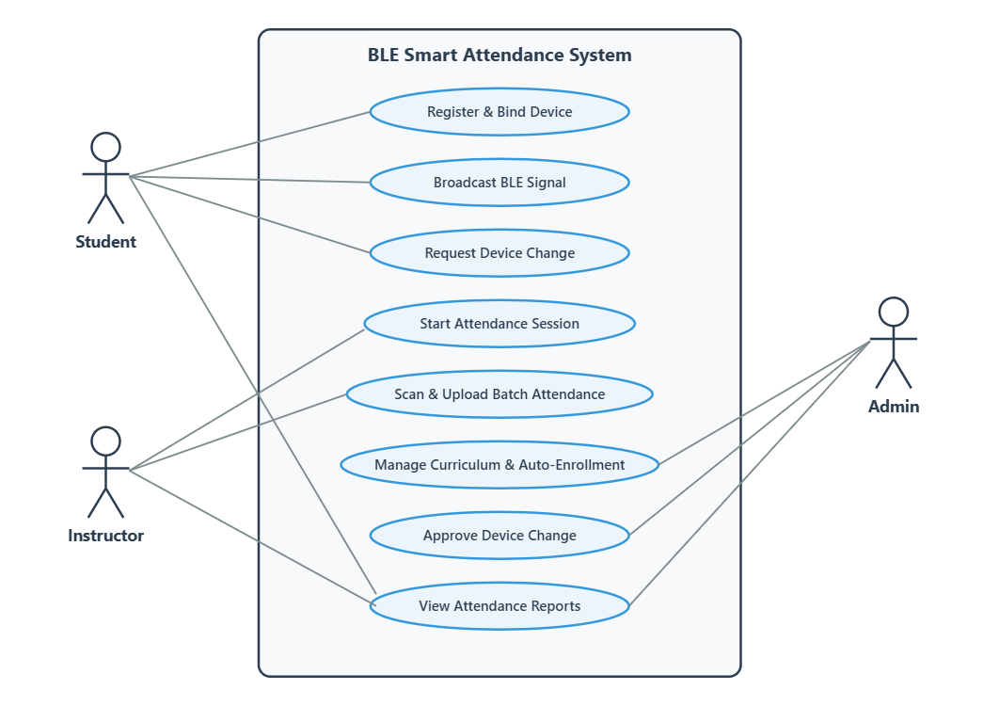 BLE Smart Attendance System
Register & Bind Device
Broadcast BLE Signal
Student
Request Device Change
Start Attendance Session
Scan & Upload Batch Attendance
Admin
Manage Curriculum & Auto-Enrollment
Instructor
Approve Device Change
View Attendance Reports